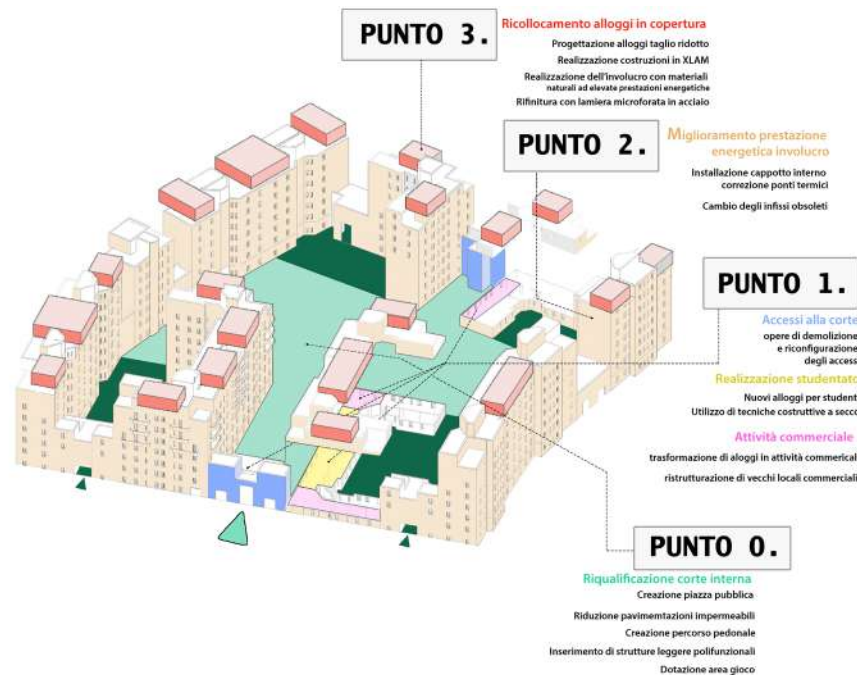 PUNTO 3.
Ricollocamento alloggi in copertura
Progettazione alloggi taglio ridotto
Realizzazione costruzioni in XLAM
Realizzazione dell'involucro con materiali
naturali ad elevate prestazioni energetiche
Rifinitura con lamiera microforata in acciaio
PUNTO 2.
Miglioramento prestazione
energetica involucro
Installazione cappotto interno
correzione ponti termici
Cambio degli infissi obsoleti
PUNTO 1.
Accessi alla corte
opere di demolizione
e riconfigurazione
degli access
Realizzazione studentato
Nuovi alloggi per student
Utilizzo di tecniche costruttive a secco
Attività commerciale
trasformazione di aloggi in attività commerical
ristrutturazione di vecchi locali commerciali
PUNTO 0.
Riqualificazione corte interna
Creazione piazza pubblica
Riduzione pavimemtazioni impermeabili
Creazione percorso pedonale
Inserimento di strutture leggere polifunzionali
Dotazione area gioco